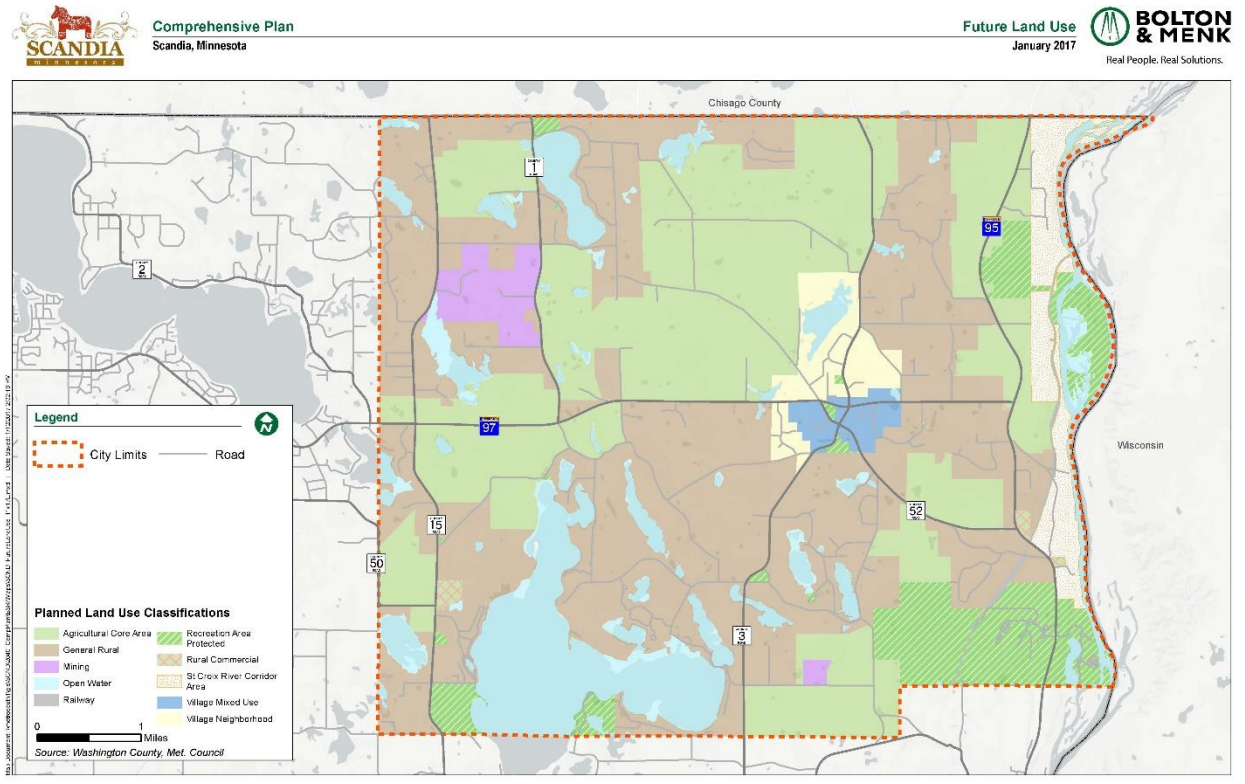 SCANDIA
minnesota
Comprehensive Plan
Scandia, Minnesota
Future Land Use
January 2017
BOLTON
& MENK
Real People. Real Solutions.
Chisago County
1
95
2
97
Wisconsin
15
52
50
3
Legend
N
City Limits
Road
Planned Land Use Classifications
Agricultural Core Area
General Rural
Mining
Open Water
Railway
Recreation Area
Protected
Rural Commercial
St Croix River Corridor
Area
Village Mixed Use
Village Neighborhood
0 1
Miles
Source: Washington County, Met. Council